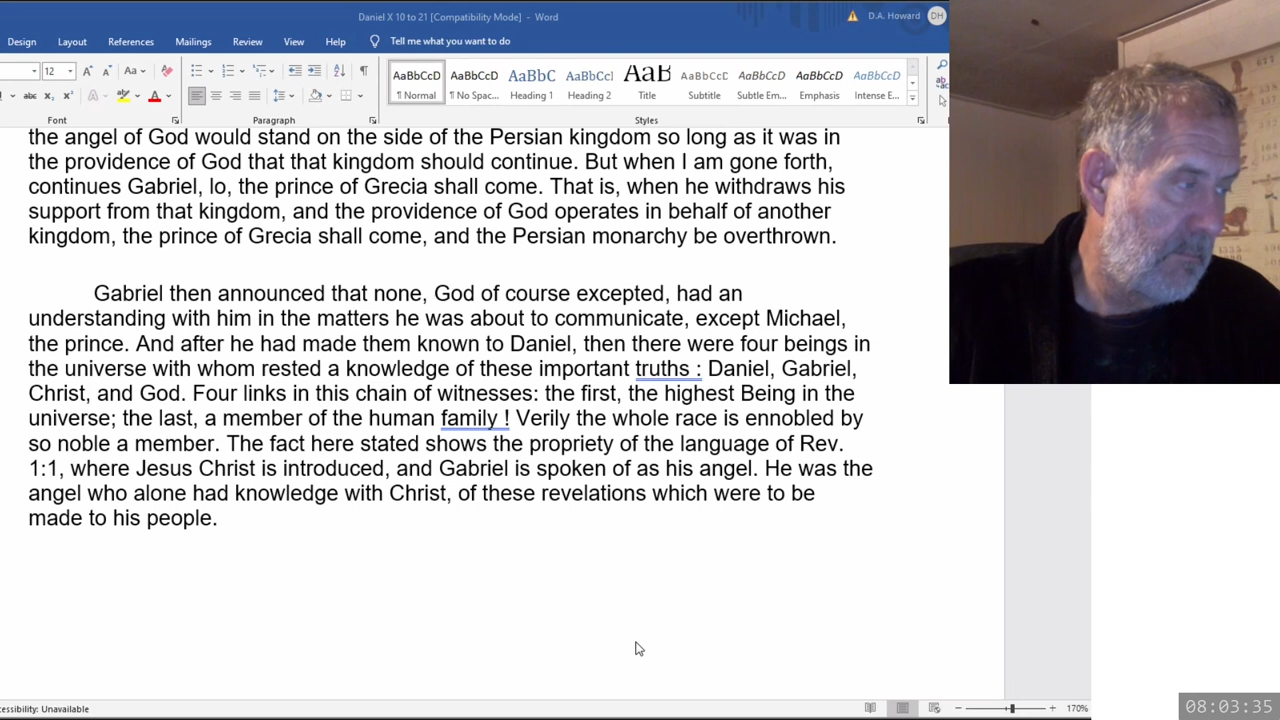 Daniel X 10 to 21 [Compatibility Mode] - Word
D.A. Howard
DH
Design Layout References Mailings Review View Help Tell me what you want to do
12
Aa
abc x₂ x²
A
ab
A
¶
AaBbCcD AaBbCcD AaBbC AaBbCcI AaB AaBbCcD AaBbCcD AaBbCcD AaBbCcD
¶ Normal ¶ No Spac... Heading 1 Heading 2 Title Subtitle Subtle Em... Emphasis Intense E...
Font Paragraph Styles
the angel of God would stand on the side of the Persian kingdom so long as it was in
the providence of God that that kingdom should continue. But when I am gone forth,
continues Gabriel, lo, the prince of Grecia shall come. That is, when he withdraws his
support from that kingdom, and the providence of God operates in behalf of another
kingdom, the prince of Grecia shall come, and the Persian monarchy be overthrown.
Gabriel then announced that none, God of course excepted, had an
understanding with him in the matters he was about to communicate, except Michael,
the prince. And after he had made them known to Daniel, then there were four beings in
the universe with whom rested a knowledge of these important truths : Daniel, Gabriel,
Christ, and God. Four links in this chain of witnesses: the first, the highest Being in the
universe; the last, a member of the human family ! Verily the whole race is ennobled by
so noble a member. The fact here stated shows the propriety of the language of Rev.
1:1, where Jesus Christ is introduced, and Gabriel is spoken of as his angel. He was the
angel who alone had knowledge with Christ, of these revelations which were to be
made to his people.
cessibility: Unavailable
170%
08:03:35